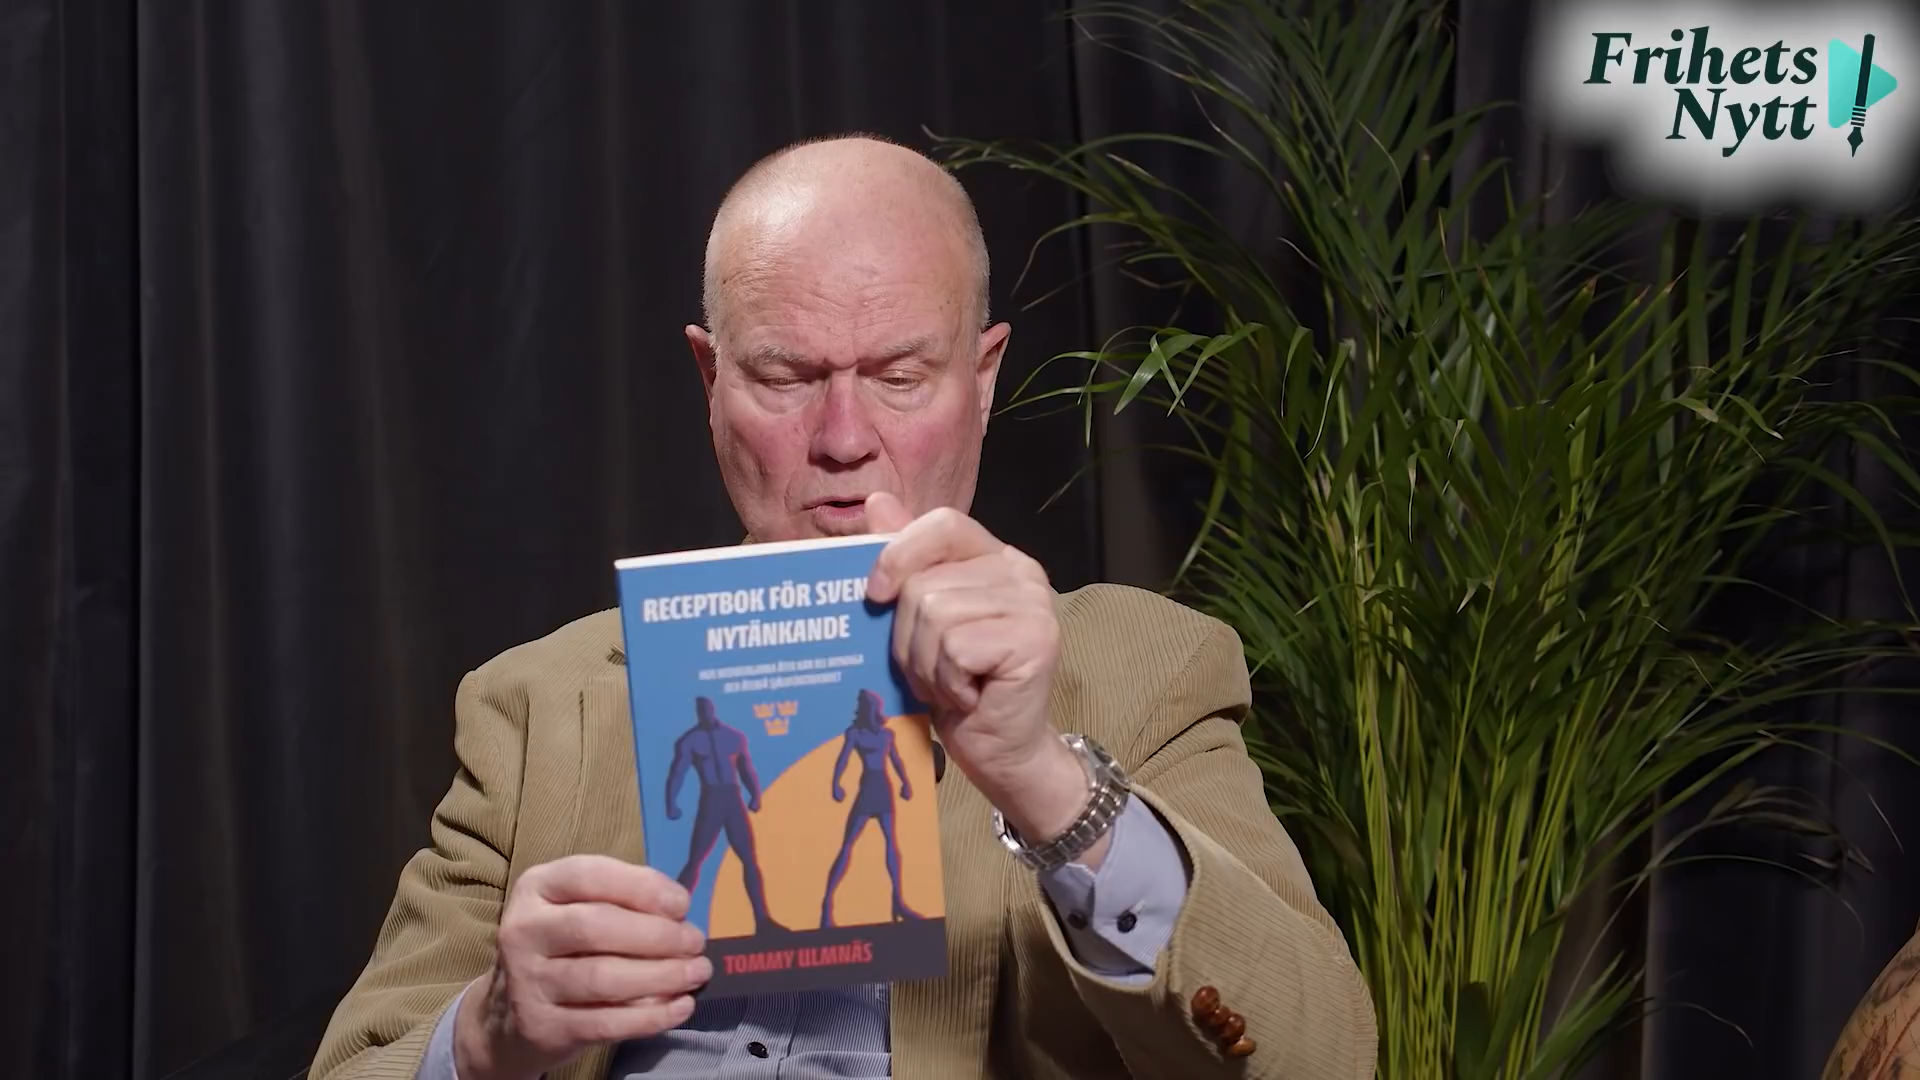 Frihets
Nytt
RECEPTBOK FÖR SVEN
NYTÄNKANDE
TOMMY ULMNÄS